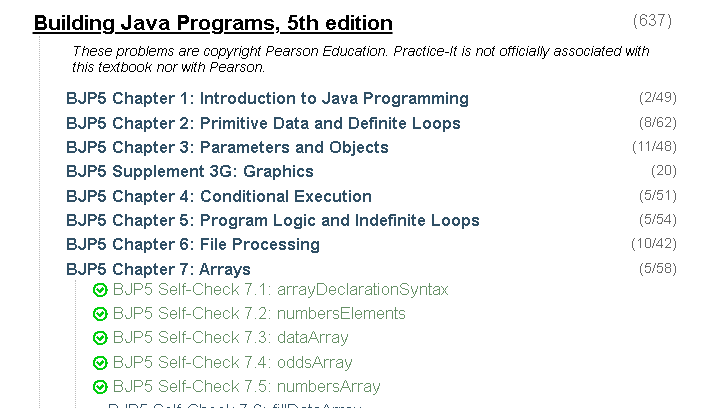 Building Java Programs, 5th edition (637)
These problems are copyright Pearson Education. Practice-It is not officially associated with
this textbook nor with Pearson.
BJP5 Chapter 1: Introduction to Java Programming (2/49)
BJP5 Chapter 2: Primitive Data and Definite Loops (8/62)
BJP5 Chapter 3: Parameters and Objects (11/48)
BJP5 Supplement 3G: Graphics (20)
BJP5 Chapter 4: Conditional Execution (5/51)
BJP5 Chapter 5: Program Logic and Indefinite Loops (5/54)
BJP5 Chapter 6: File Processing (10/42)
BJP5 Chapter 7: Arrays (5/58)
BJP5 Self-Check 7.1: arrayDeclarationSyntax
BJP5 Self-Check 7.2: numbersElements
BJP5 Self-Check 7.3: dataArray
BJP5 Self-Check 7.4: oddsArray
BJP5 Self-Check 7.5: numbersArray
BJP5 Self-Check 7.6: fillDataArray